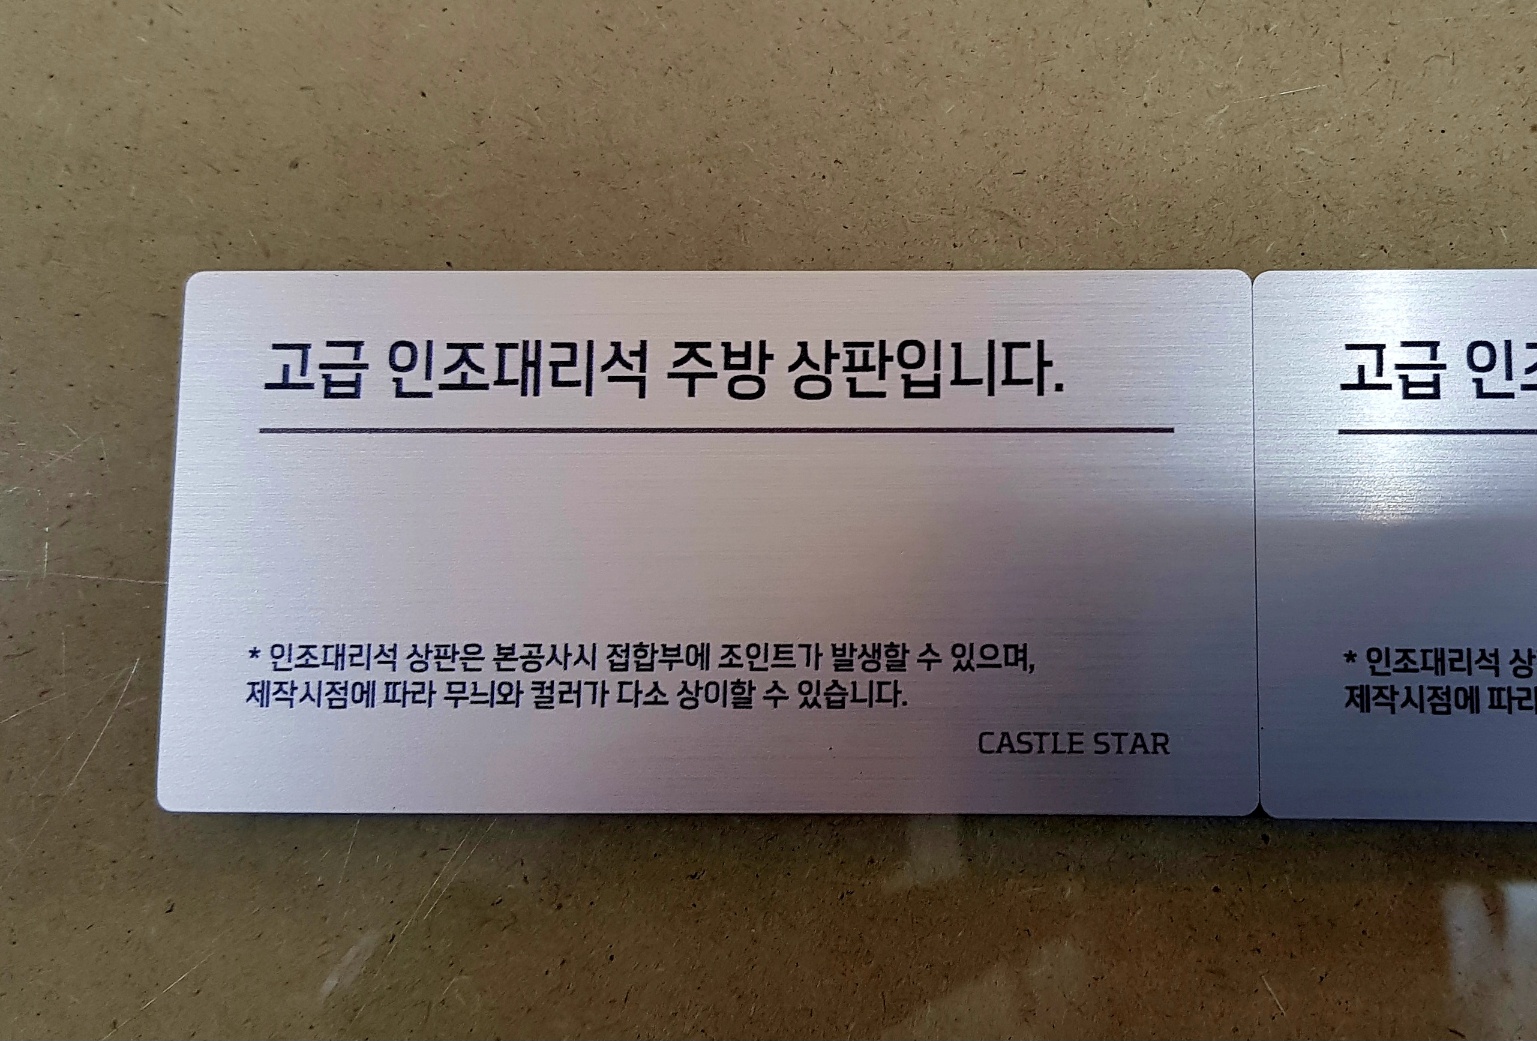 고급 인조대리석 주방 상판입니다.
* 인조대리석 상판은 본공사시 접합부에 조인트가 발생할 수 있으며,
제작시점에 따라 무늬와 컬러가 다소 상이할 수 있습니다.
CASTLE STAR
고급 인조
* 인조대리석 상
제작시점에 따라